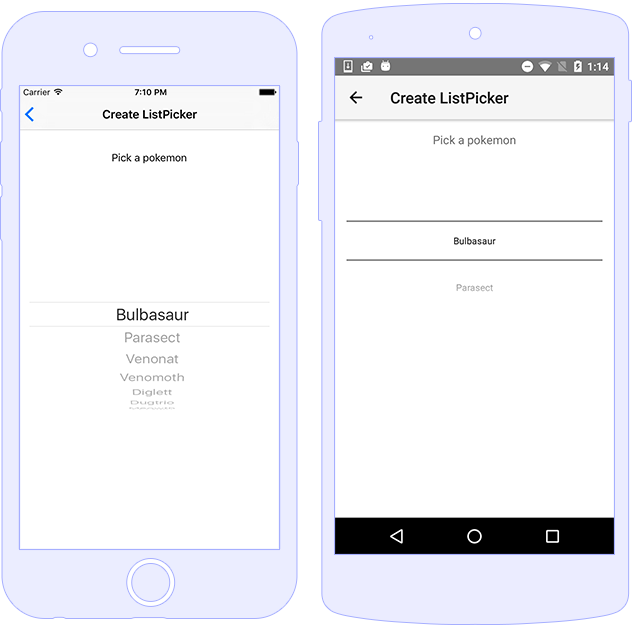 Carrier 7:10 PM
Create ListPicker
Pick a pokemon
Bulbasaur
Parasect
Venonat
Venomoth
Diglett
Dugtrio
1:14
Create ListPicker
Pick a pokemon
Bulbasaur
Parasect